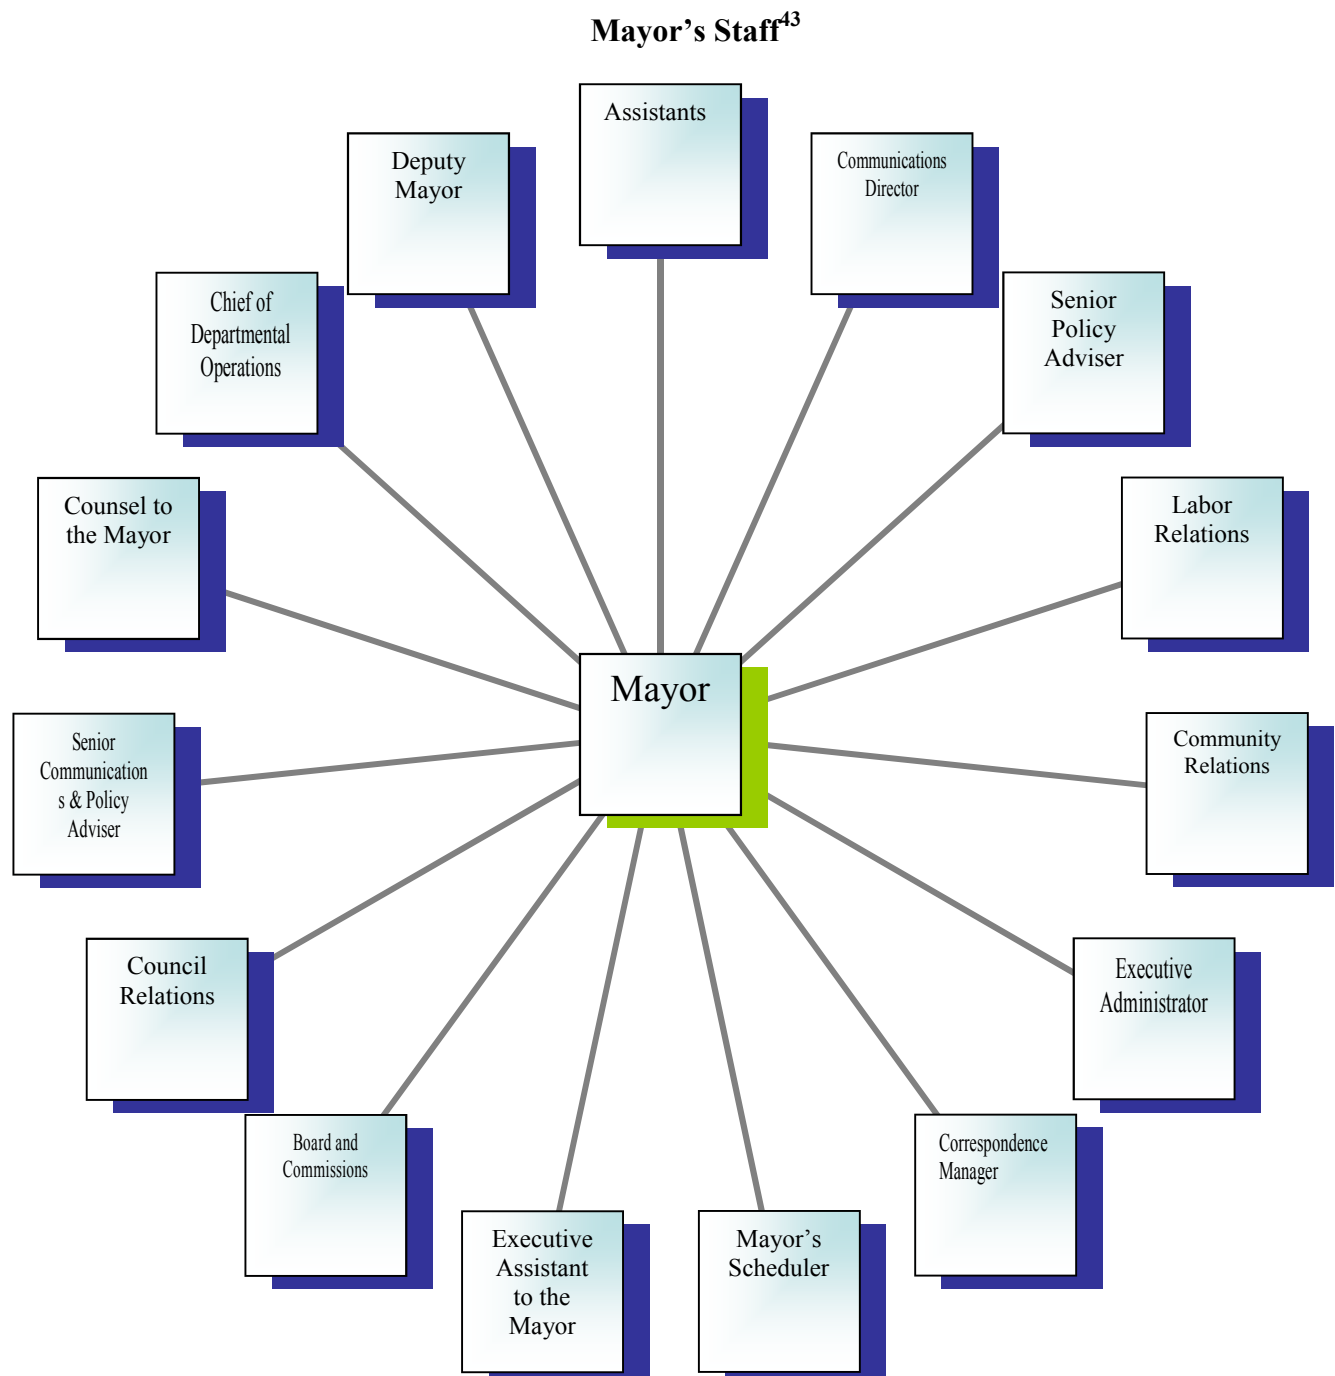 Mayor’s Staff43
Assistants
Deputy
Mayor
Communications
Director
Chief of
Departmental
Operations
Senior
Policy
Adviser
Counsel to
the Mayor
Labor
Relations
Mayor
Senior
Communication
s & Policy
Adviser
Community
Relations
Council
Relations
Executive
Administrator
Board and
Commissions
Correspondence
Manager
Executive
Assistant
to the
Mayor
Mayor’s
Scheduler